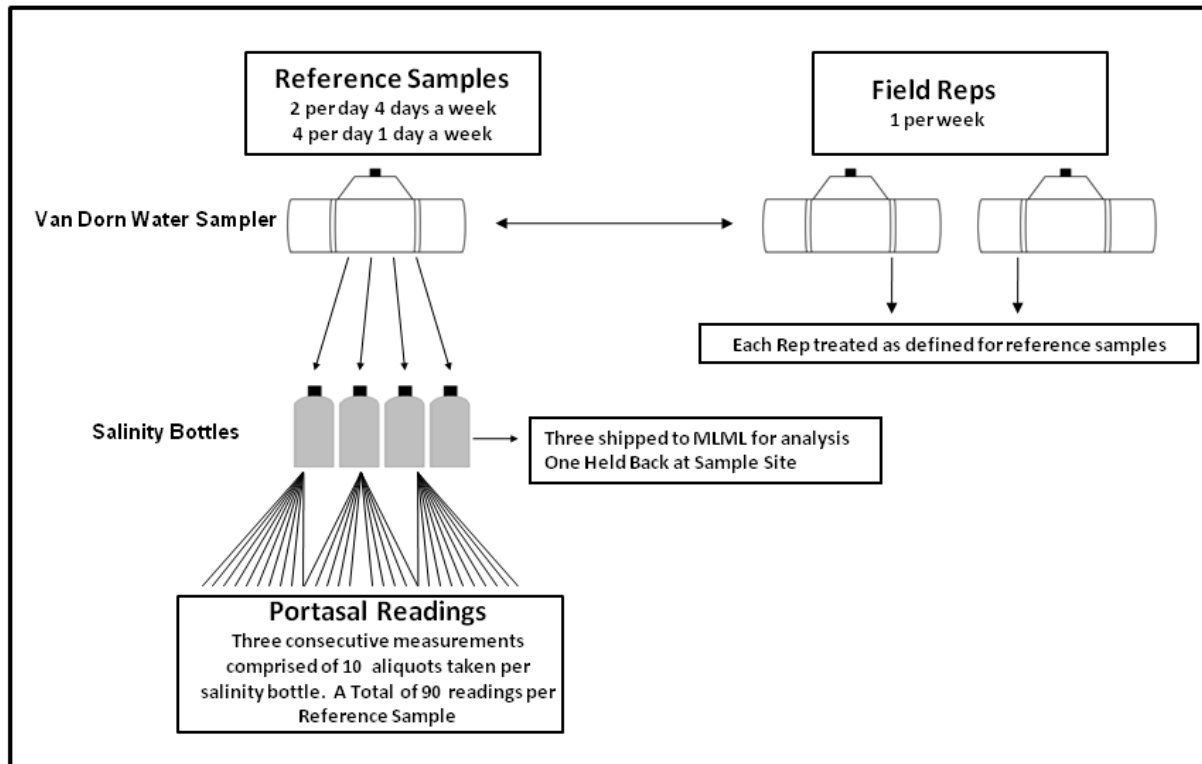 Reference Samples
2 per day 4 days a week
4 per day 1 day a week
Field Reps
1 per week
Van Dorn Water Sampler
Each Rep treated as defined for reference samples
Salinity Bottles
Three shipped to MLML for analysis
One Held Back at Sample Site
Portasal Readings
Three consecutive measurements
comprised of 10 aliquots taken per
salinity bottle. A Total of 90 readings per
Reference Sample